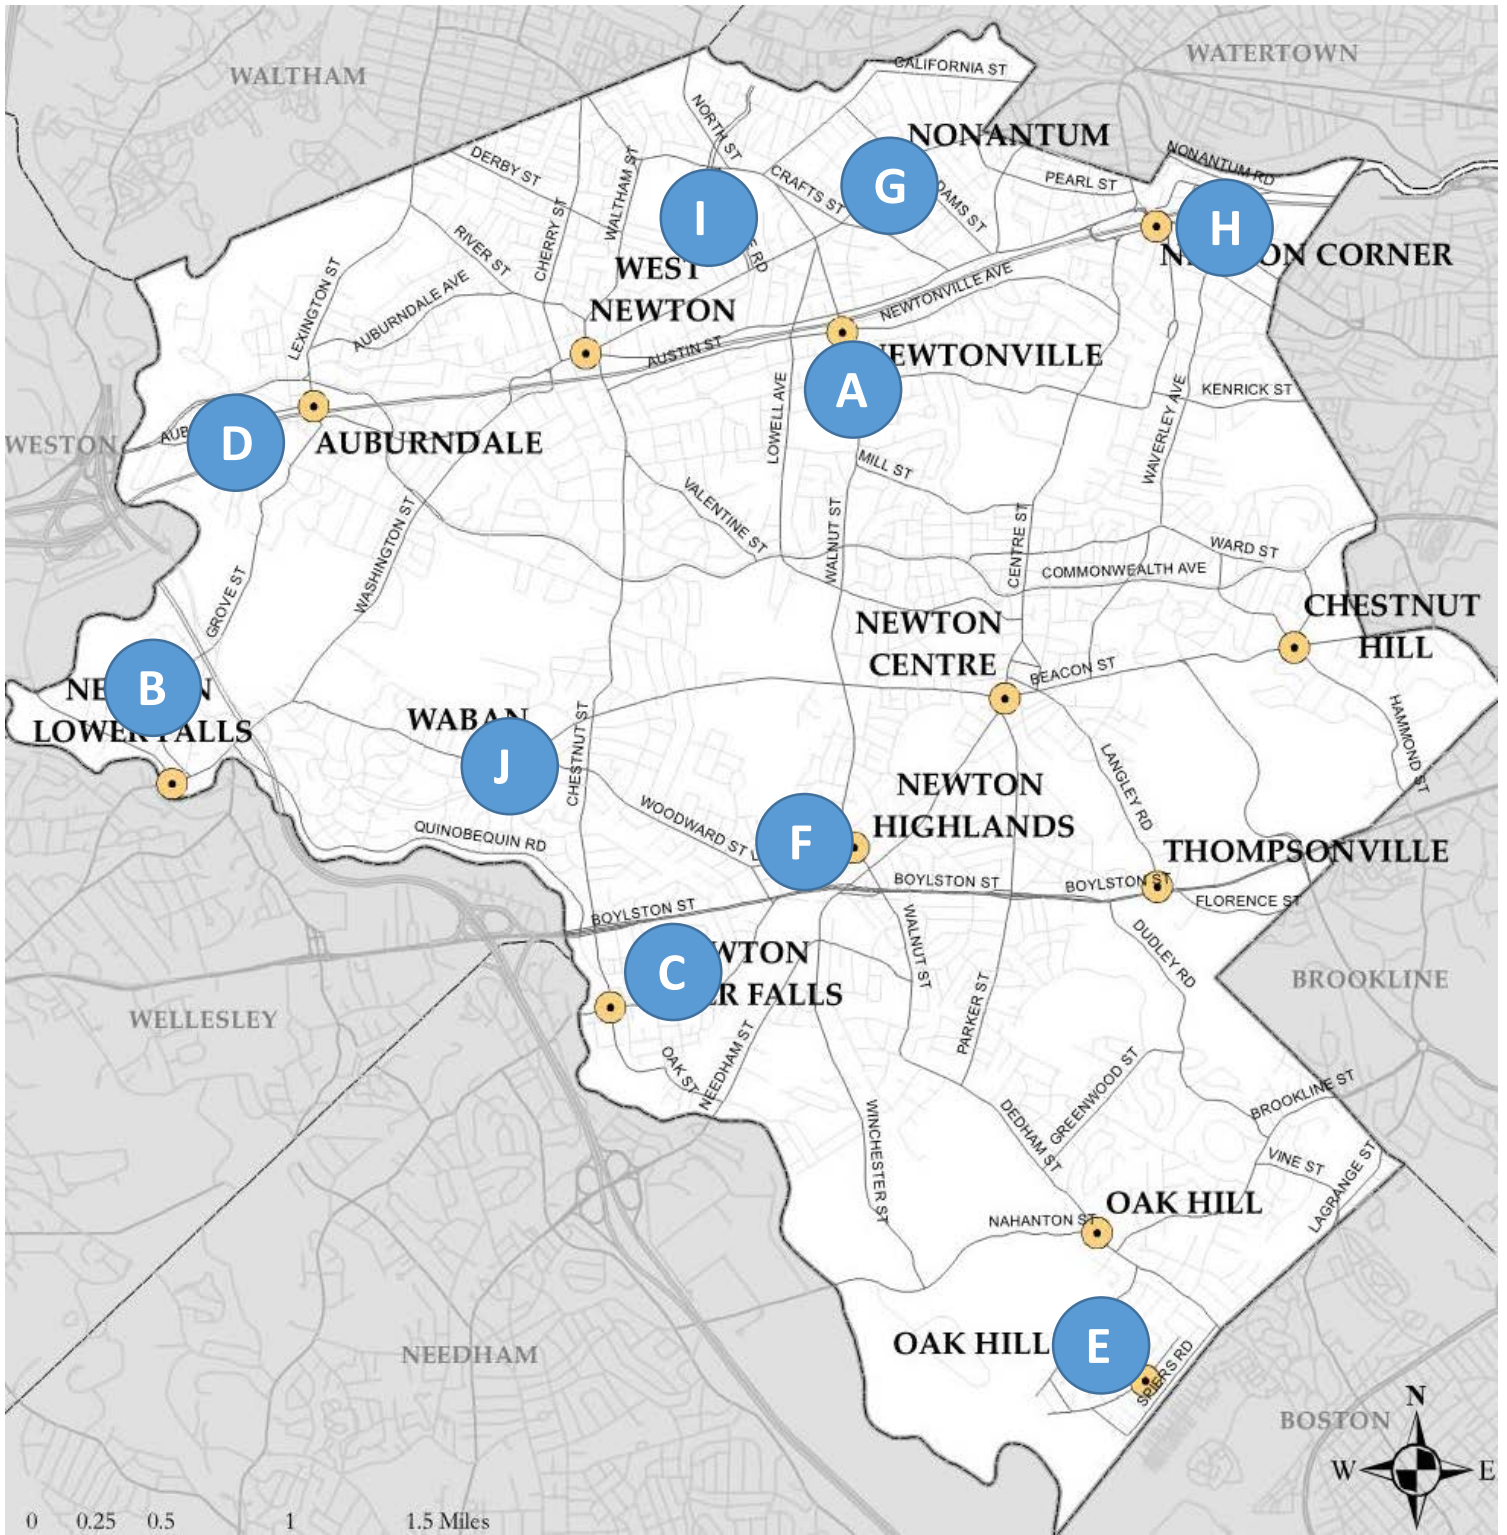 WALTHAM
WATERTOWN
CALIFORNIA ST
NORTH ST
NONANTUM
NONANTUM RD
DERBY ST
WALTHAM ST
CRAFTS ST
G
PEARL ST
I
H
CHERRY ST
RIVER ST
WEST
NEWTON
CORNER
LEXINGTON ST
AUBURNDALE AVE
NEWTONVILLE AVE
AUSTIN ST
A
KENRICK ST
LOWELL AVE
WAVERLEY AVE
WESTON
D
AUBURNDALE
MILL ST
VALENTINE ST
WASHINGTON ST
WALNUT ST
CENTRE ST
WARD ST
COMMONWEALTH AVE
GROVE ST
CHESTNUT
HILL
NEWTON
CENTRE
BEACON ST
B
LOWER FALLS
WABAN
J
CHESTNUT ST
HAMMOND ST
LANGLEY RD
NEWTON
HIGHLANDS
WOODWARD ST
QUINOBEQUIN RD
F
THOMPSONVILLE
BOYLSTON ST
BOYLSTON ST
BOYLSTON ST
FLORENCE ST
WALNUT ST
DUDLEY RD
C
FALLS
BROOKLINE
WELLESLEY
PARKER ST
OAK ST
NEEDHAM ST
GREENWOOD ST
BROOKLINE ST
WINCHESTER ST
DEDHAM ST
VINE ST
LAGRANGE ST
OAK HILL
NAHANTON ST
OAK HILL
E
SPIERS RD
NEEDHAM
BOSTON
N
W
E
0 0.25 0.5 1 1.5 Miles